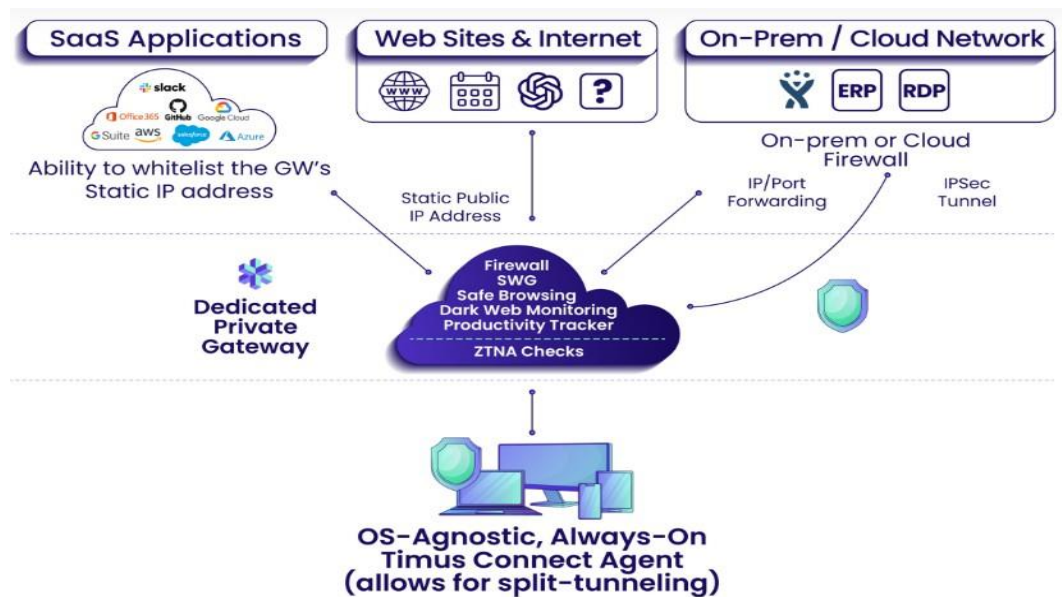 SaaS Applications
slack
Office 365
GitHub
Google Cloud
G Suite
aws
salesforce
Azure
Ability to whitelist the GW's
Static IP address
Web Sites & Internet
WWW
?
Static Public
IP Address
On-Prem / Cloud Network
ERP
RDP
On-prem or Cloud
Firewall
IP/Port
Forwarding
IPSec
Tunnel
Dedicated
Private
Gateway
Firewall
SWG
Safe Browsing
Dark Web Monitoring
Productivity Tracker
ZTNA Checks
OS-Agnostic, Always-On
Timus Connect Agent
(allows for split-tunneling)